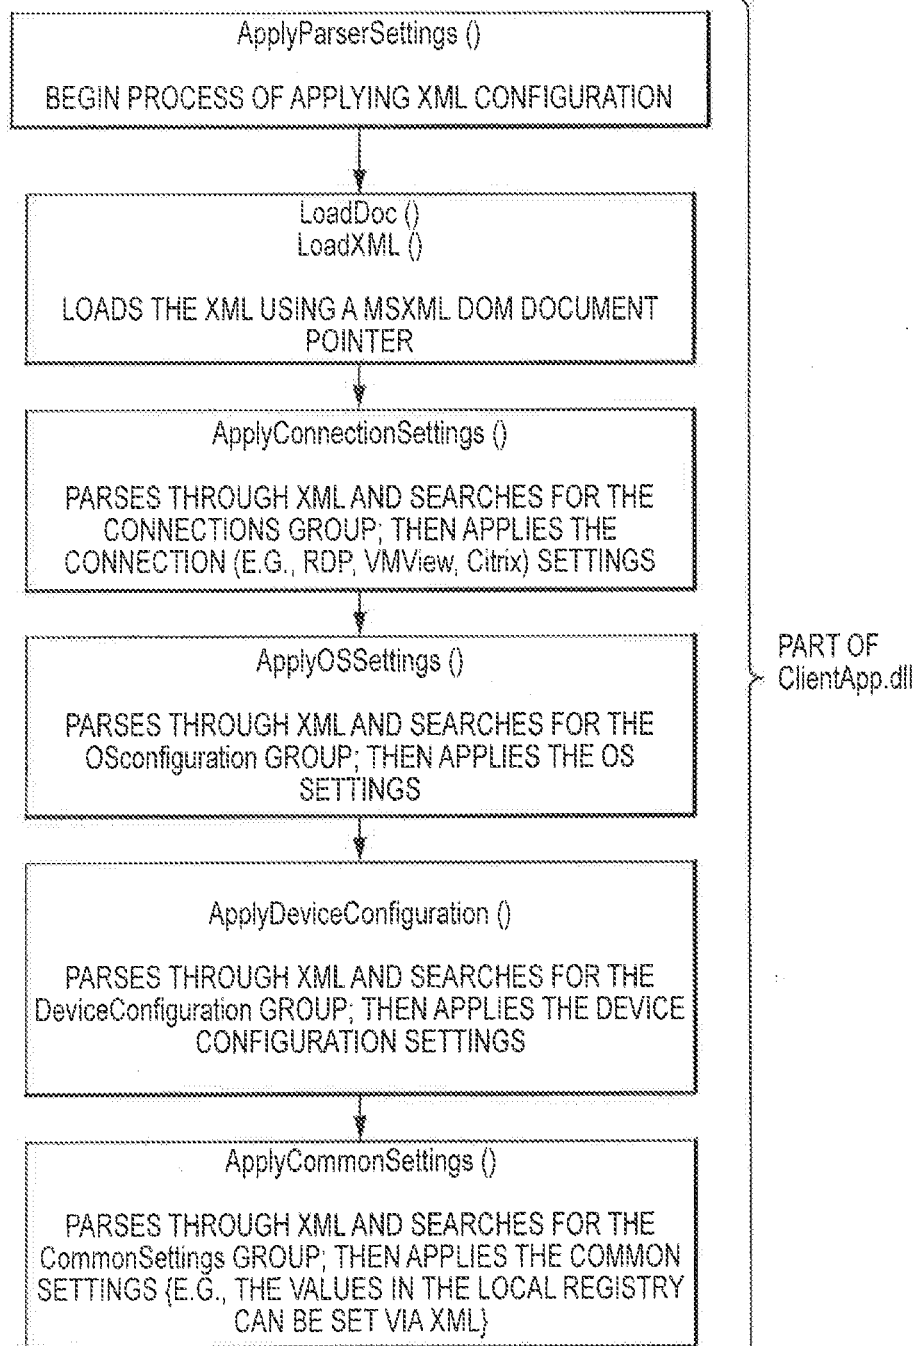 ApplyParserSettings ()
BEGIN PROCESS OF APPLYING XML CONFIGURATION
LoadDoc ()
LoadXML ()
LOADS THE XML USING A MSXML DOM DOCUMENT
POINTER
ApplyConnectionSettings ()
PARSES THROUGH XML AND SEARCHES FOR THE
CONNECTIONS GROUP; THEN APPLIES THE
CONNECTION (E.G., RDP, VMView, Citrix) SETTINGS
ApplyOSSettings ()
PARSES THROUGH XML AND SEARCHES FOR THE
OSconfiguration GROUP; THEN APPLIES THE OS
SETTINGS
PART OF
ClientApp.dll
ApplyDeviceConfiguration ()
PARSES THROUGH XML AND SEARCHES FOR THE
DeviceConfiguration GROUP; THEN APPLIES THE DEVICE
CONFIGURATION SETTINGS
ApplyCommonSettings ()
PARSES THROUGH XML AND SEARCHES FOR THE
CommonSettings GROUP; THEN APPLIES THE COMMON
SETTINGS {E.G., THE VALUES IN THE LOCAL REGISTRY
CAN BE SET VIA XML}